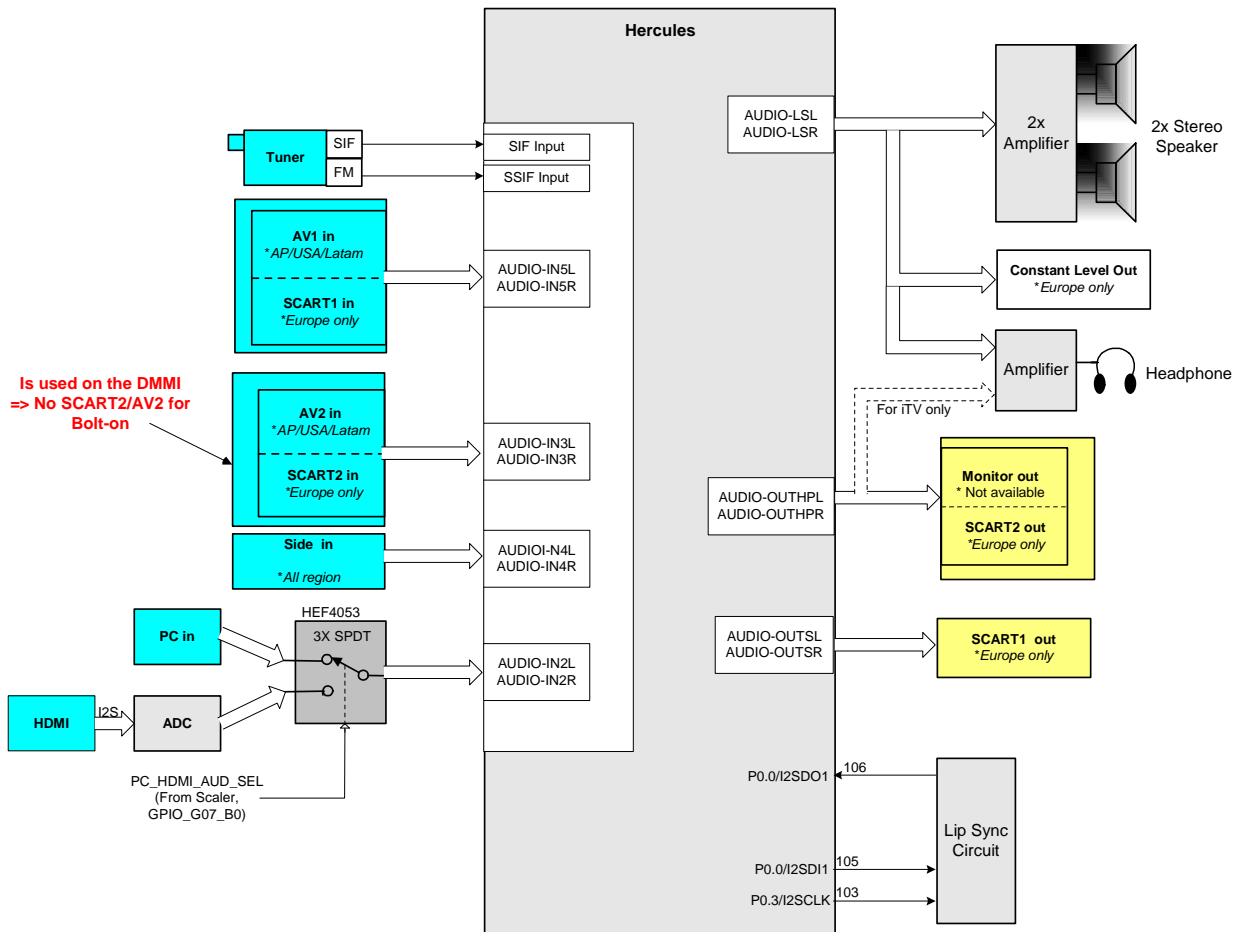 Hercules
Tuner
SIF
FM
SIF Input
SSIF Input
AV1 in
*AP/USA/Latam
SCART1 in
*Europe only
AUDIO-IN5L
AUDIO-IN5R
Is used on the DMMI
=> No SCART2/AV2 for
Bolt-on
AV2 in
*AP/USA/Latam
SCART2 in
*Europe only
AUDIO-IN3L
AUDIO-IN3R
Side in
*All region
AUDIOI-N4L
AUDIO-IN4R
HEF4053
3X SPDT
PC in
HDMI
I2S
ADC
AUDIO-IN2L
AUDIO-IN2R
PC_HDMI_AUD_SEL
(From Scaler,
GPIO_G07_B0)
AUDIO-LSL
AUDIO-LSR
2x
Amplifier
2x Stereo
Speaker
Constant Level Out
*Europe only
Amplifier
Headphone
For iTV only
AUDIO-OUTHPL
AUDIO-OUTHPR
Monitor out
* Not available
SCART2 out
*Europe only
AUDIO-OUTSL
AUDIO-OUTSR
SCART1 out
*Europe only
P0.0/I2SDO1
106
Lip Sync
Circuit
P0.0/I2SDI1
105
P0.3/I2SCLK
103